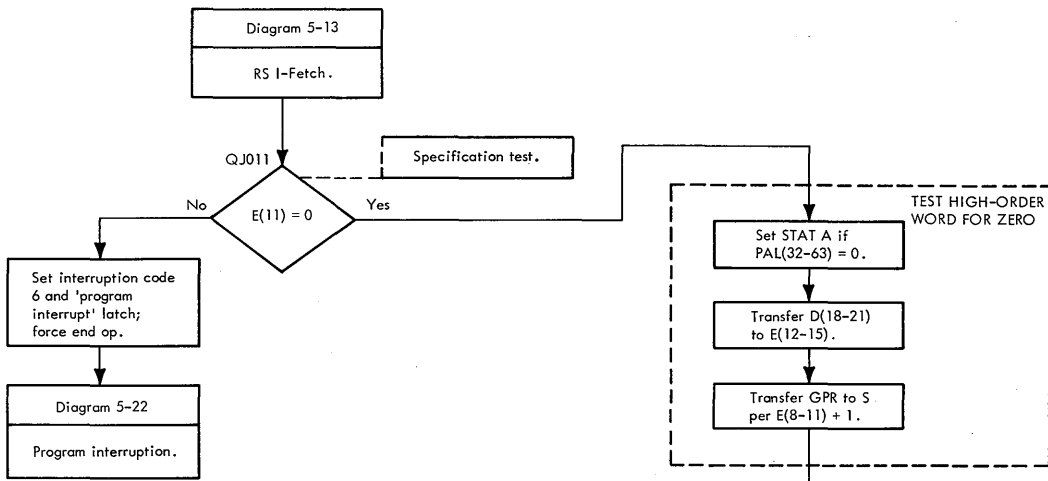 Diagram 5-13
RS I-Fetch.
QJ011
Specification test.
No
E(11) = 0
Yes
Set interruption code
6 and 'program
interrupt' latch;
force end op.
Diagram 5-22
Program interruption.
TEST HIGH-ORDER
WORD FOR ZERO
Set STAT A if
PAL(32-63) = 0.
Transfer D(18-21)
to E(12-15).
Transfer GPR to S
per E(8-11) + 1.